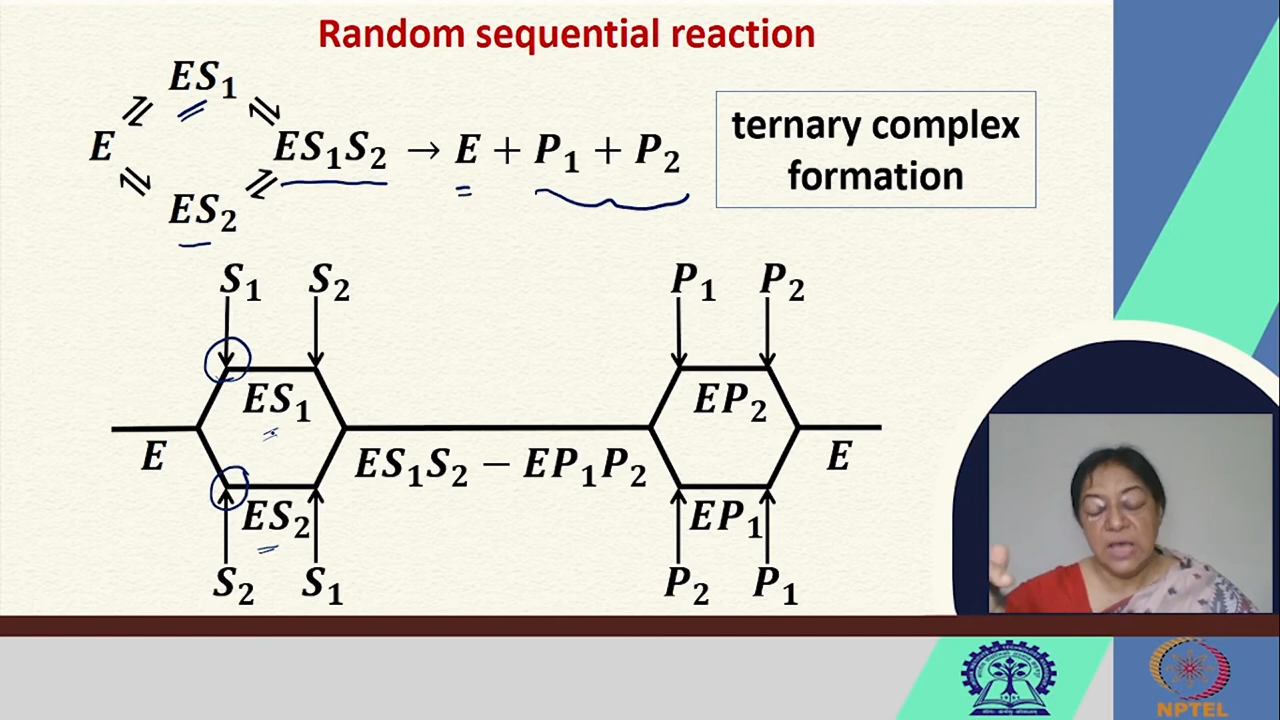 Random sequential reaction
ES₁
E ES₁S₂ → E + P₁ + P₂
ES₂
ternary complex
formation
S₁ S₂ P₁ P₂
ES₁ EP₂
E ES₁S₂ − EP₁P₂ E
ES₂ EP₁
S₂ S₁ P₂ P₁
NPTEL